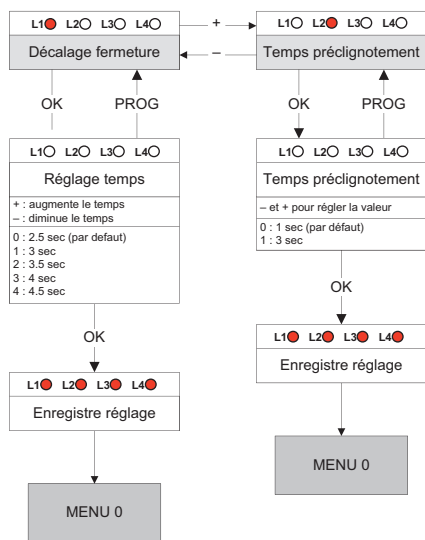 L1 L2 L3 L4
Décalage fermeture
OK
PROG
L1 L2 L3 L4
Réglage temps
+ : augmente le temps
– : diminue le temps
0 : 2.5 sec (par defaut)
1 : 3 sec
2 : 3.5 sec
3 : 4 sec
4 : 4.5 sec
OK
L1 L2 L3 L4
Enregistre réglage
MENU 0
+
–
L1 L2 L3 L4
Temps préclignotement
OK
PROG
L1 L2 L3 L4
Temps préclignotement
– et + pour régler la valeur
0 : 1 sec (par défaut)
1 : 3 sec
OK
L1 L2 L3 L4
Enregistre réglage
MENU 0